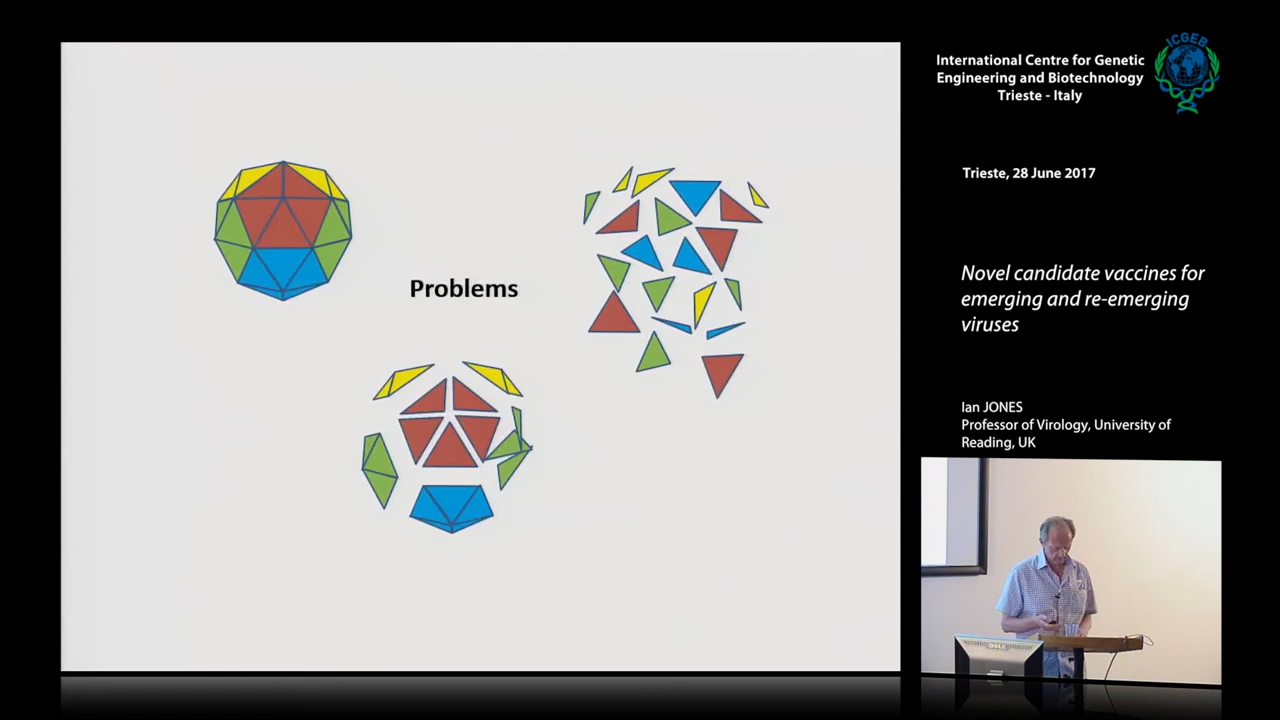 Problems
International Centre for Genetic
Engineering and Biotechnology
Trieste - Italy
ICGEB
Trieste, 28 June 2017
Novel candidate vaccines for
emerging and re-emerging
viruses
Ian JONES
Professor of Virology, University of
Reading, UK
DELL